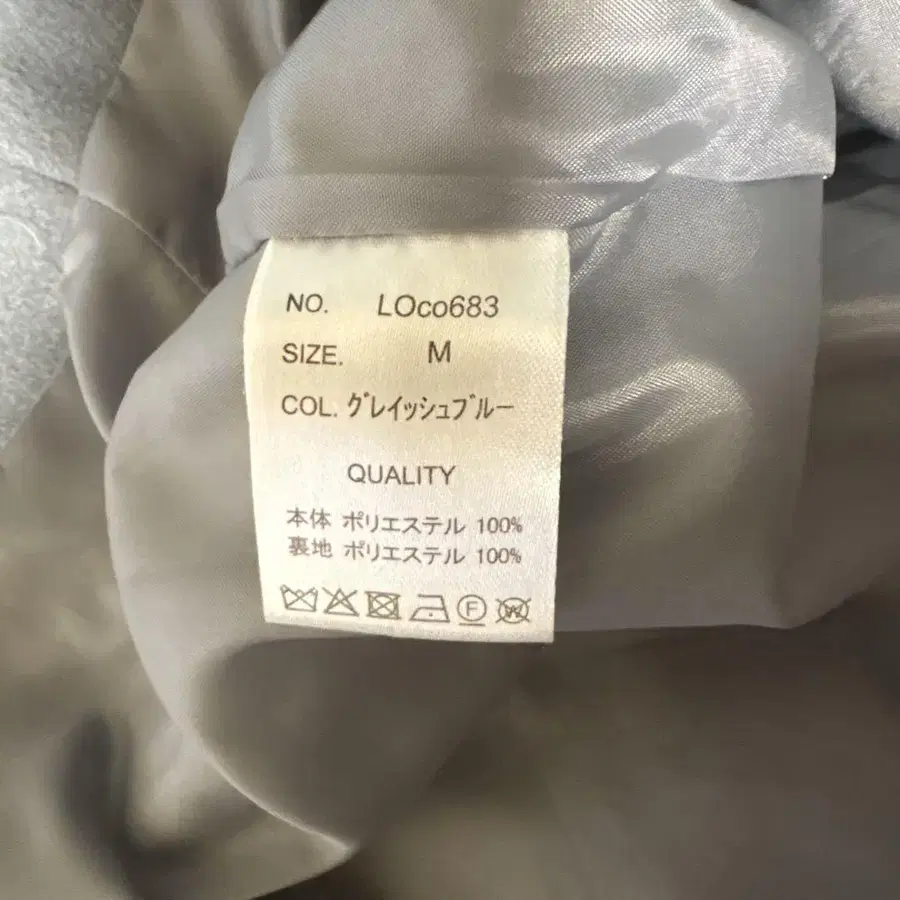 NO. LOco683
SIZE. M
COL. グレイッシュブルー
QUALITY
本体 ポリエステル 100%
裏地 ポリエステル 100%
F W